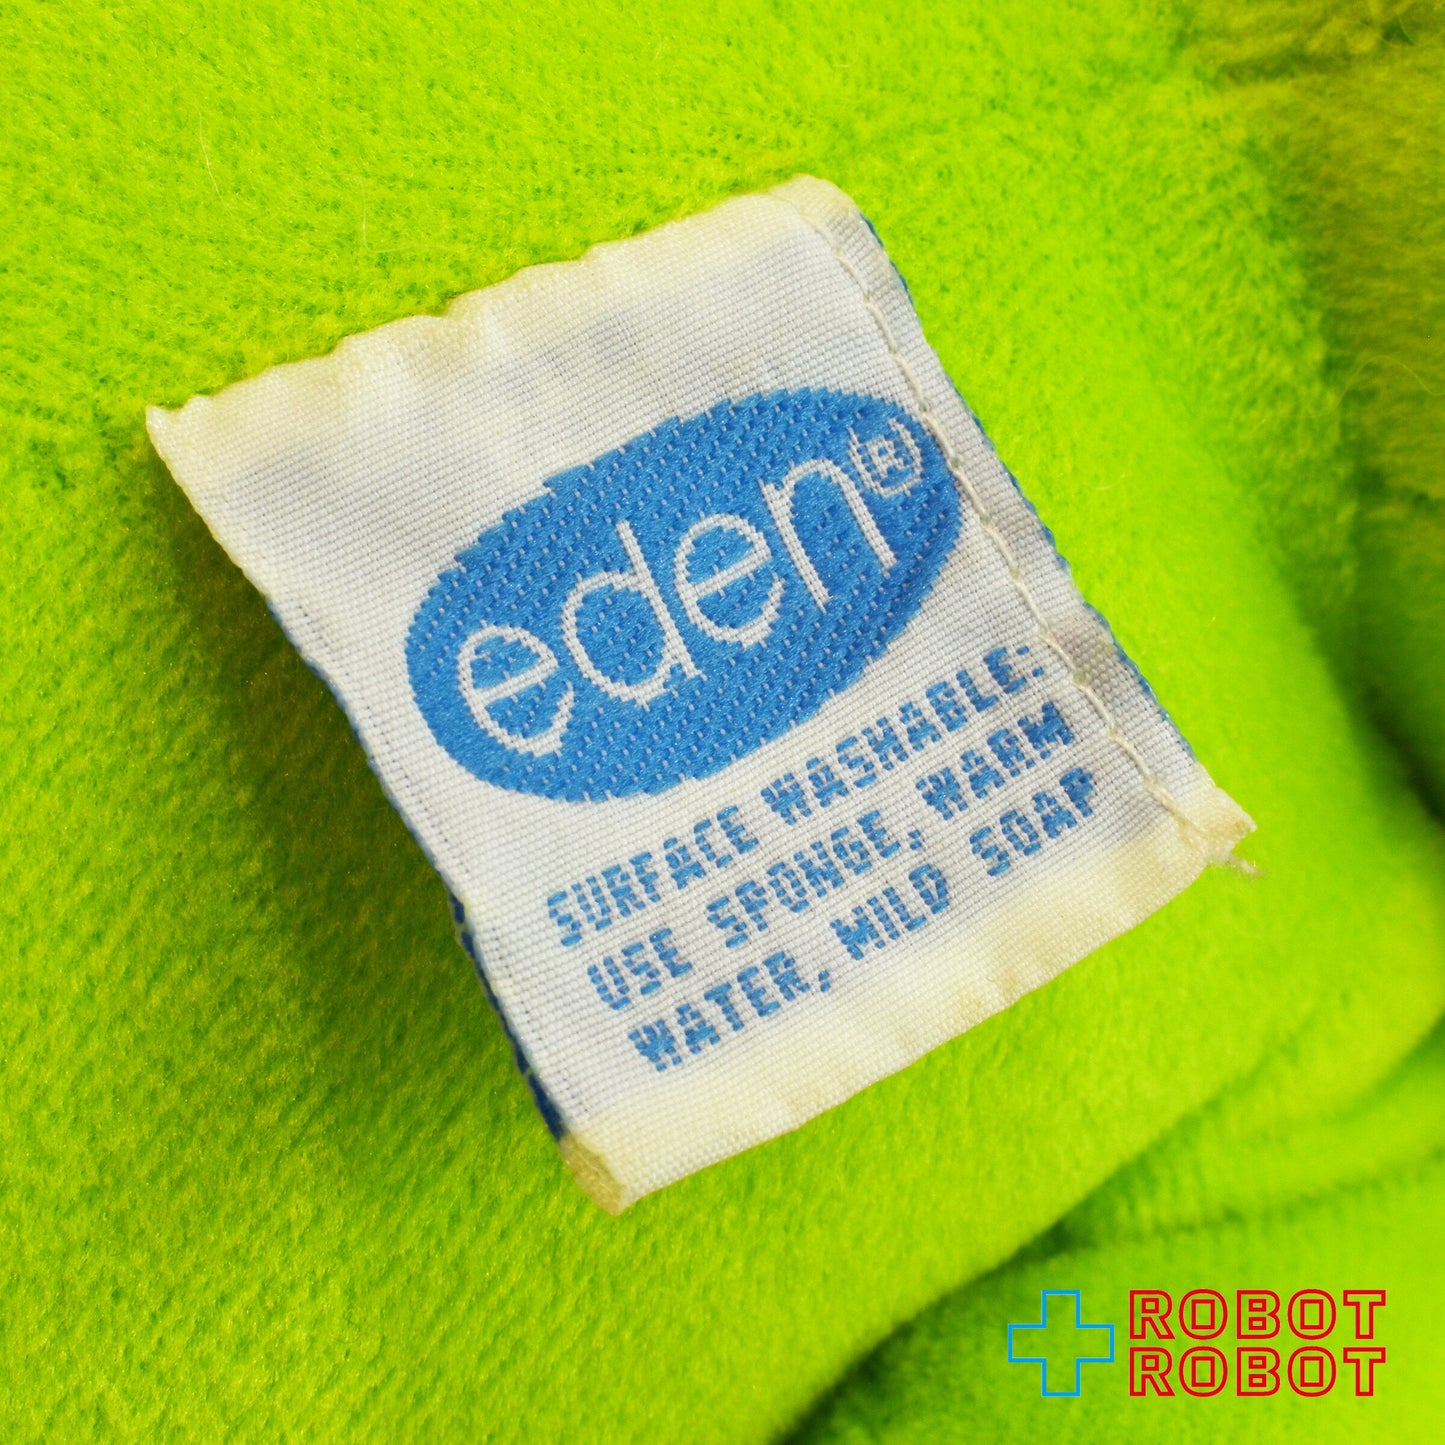 eden®
SURFACE WASHABLE:
USE SPONGE, WARM
WATER, MILD SOAP
ROBOT
ROBOT